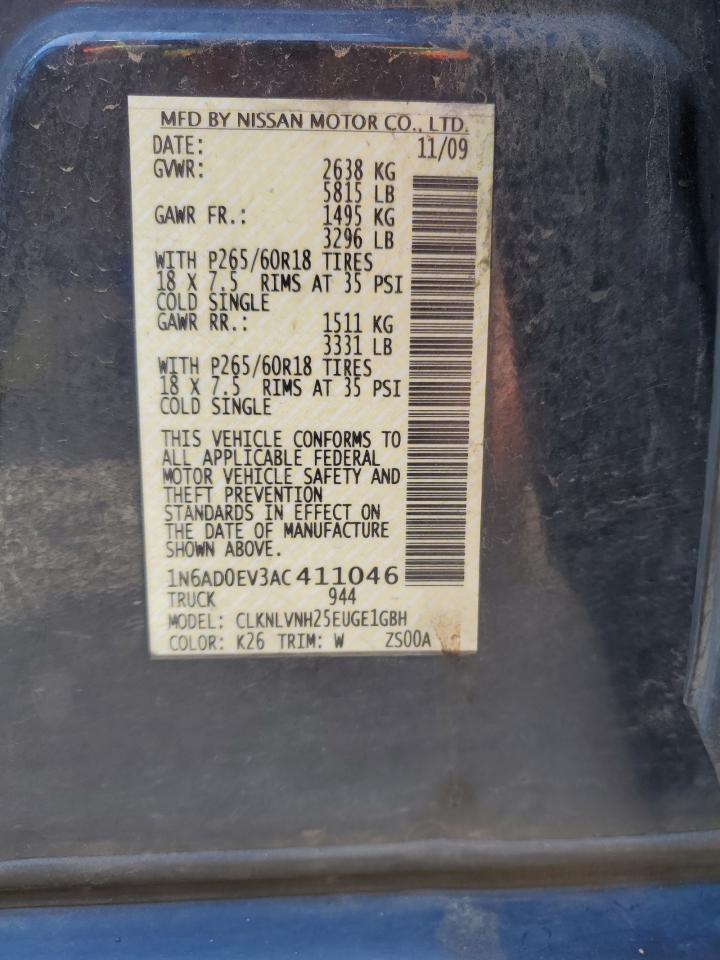 MFD BY NISSAN MOTOR CO., LTD.
DATE: 11/09
GVWR: 2638 KG
5815 LB
GAWR FR.: 1495 KG
3296 LB
WITH P265/60R18 TIRES
18 X 7.5 RIMS AT 35 PSI
COLD SINGLE
GAWR RR.: 1511 KG
3331 LB
WITH P265/60R18 TIRES
18 X 7.5 RIMS AT 35 PSI
COLD SINGLE
THIS VEHICLE CONFORMS TO
ALL APPLICABLE FEDERAL
MOTOR VEHICLE SAFETY AND
THEFT PREVENTION
STANDARDS IN EFFECT ON
THE DATE OF MANUFACTURE
SHOWN ABOVE.
1N6AD0EV3AC411046
TRUCK 944
MODEL: CLKNLVNH25EUGE1GBH
COLOR: K26 TRIM: W ZS00A